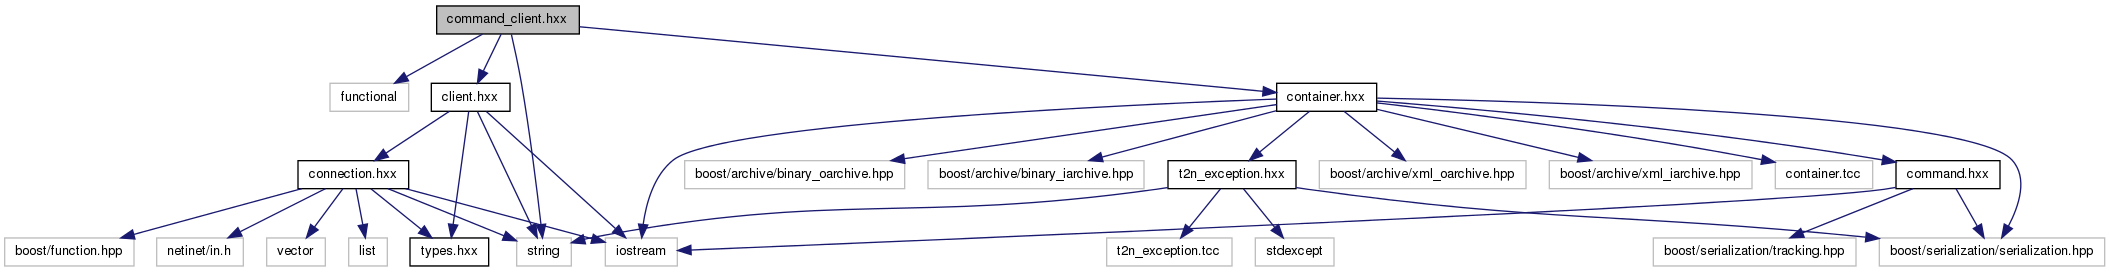 command_client.hxx
functional
client.hxx
container.hxx
connection.hxx
boost/archive/binary_oarchive.hpp
boost/archive/binary_iarchive.hpp
t2n_exception.hxx
boost/archive/xml_oarchive.hpp
boost/archive/xml_iarchive.hpp
container.tcc
command.hxx
boost/function.hpp
netinet/in.h
vector
list
types.hxx
string
iostream
t2n_exception.tcc
stdexcept
boost/serialization/tracking.hpp
boost/serialization/serialization.hpp